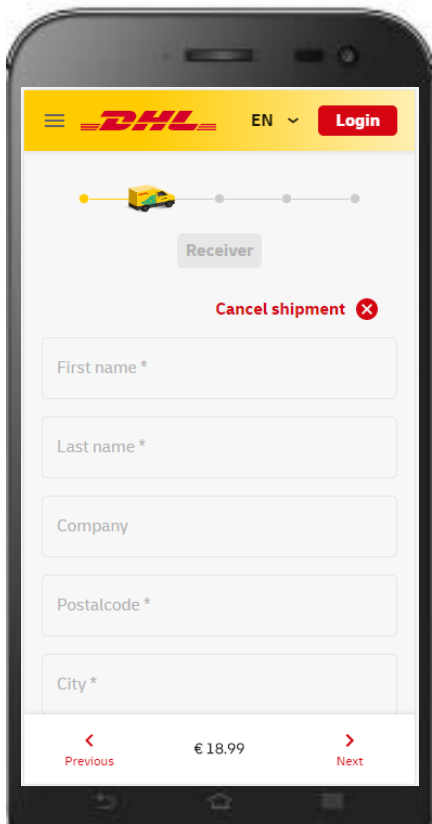 DHL EN Login
Receiver
Cancel shipment
First name *
Last name *
Company
Postalcode *
City *
Previous € 18.99 Next